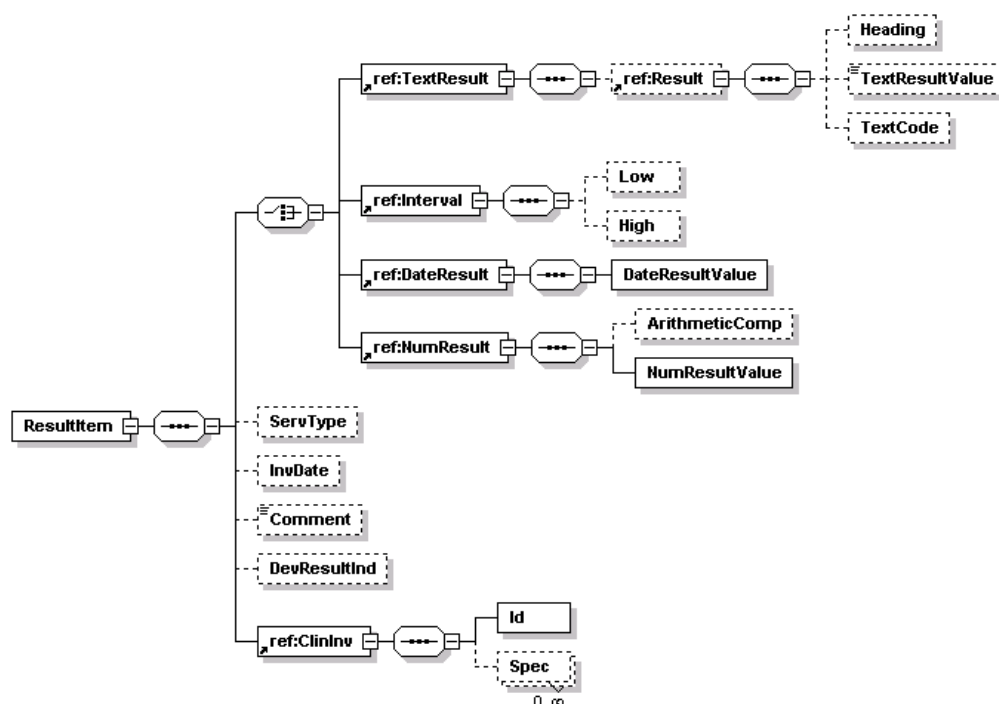 Heading
ref:TextResult
ref:Result
TextResultValue
TextCode
ref:Interval
Low
High
ref:DateResult
DateResultValue
ref:NumResult
ArithmeticComp
NumResultValue
ResultItem
ServType
InvDate
Comment
DevResultInd
ref:ClinInv
Id
Spec
0..∞